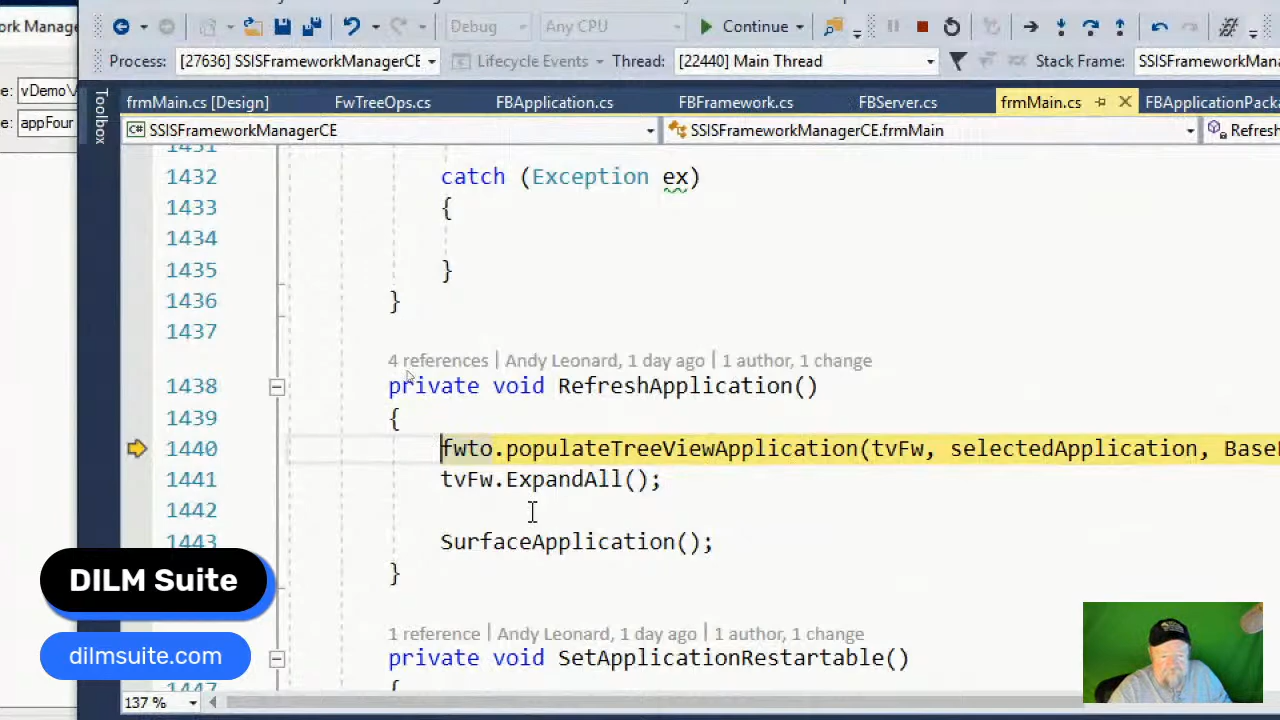 ork Manage
Debug Any CPU Continue
Process: [27636] SSISFrameworkManagerCE Lifecycle Events Thread: [22440] Main Thread Stack Frame: SSISFrameworkMana
e: vDemo\
e: appFour
Toolbox
frmMain.cs [Design] FwTreeOps.cs FBApplication.cs FBFramework.cs FBServer.cs frmMain.cs FBApplicationPacka
SSISFrameworkManagerCE SSISFrameworkManagerCE.frmMain Refresh
1431
1432 catch (Exception ex)
1433 {
1434
1435 }
1436 }
1437
4 references | Andy Leonard, 1 day ago | 1 author, 1 change
1438 private void RefreshApplication()
1439 {
1440 fwto.populateTreeViewApplication(tvFw, selectedApplication, Base
1441 tvFw.ExpandAll();
1442
1443 SurfaceApplication();
}
1 reference | Andy Leonard, 1 day ago | 1 author, 1 change
private void SetApplicationRestartable()
1447 {
137 %
DILM Suite
dilmsuite.com